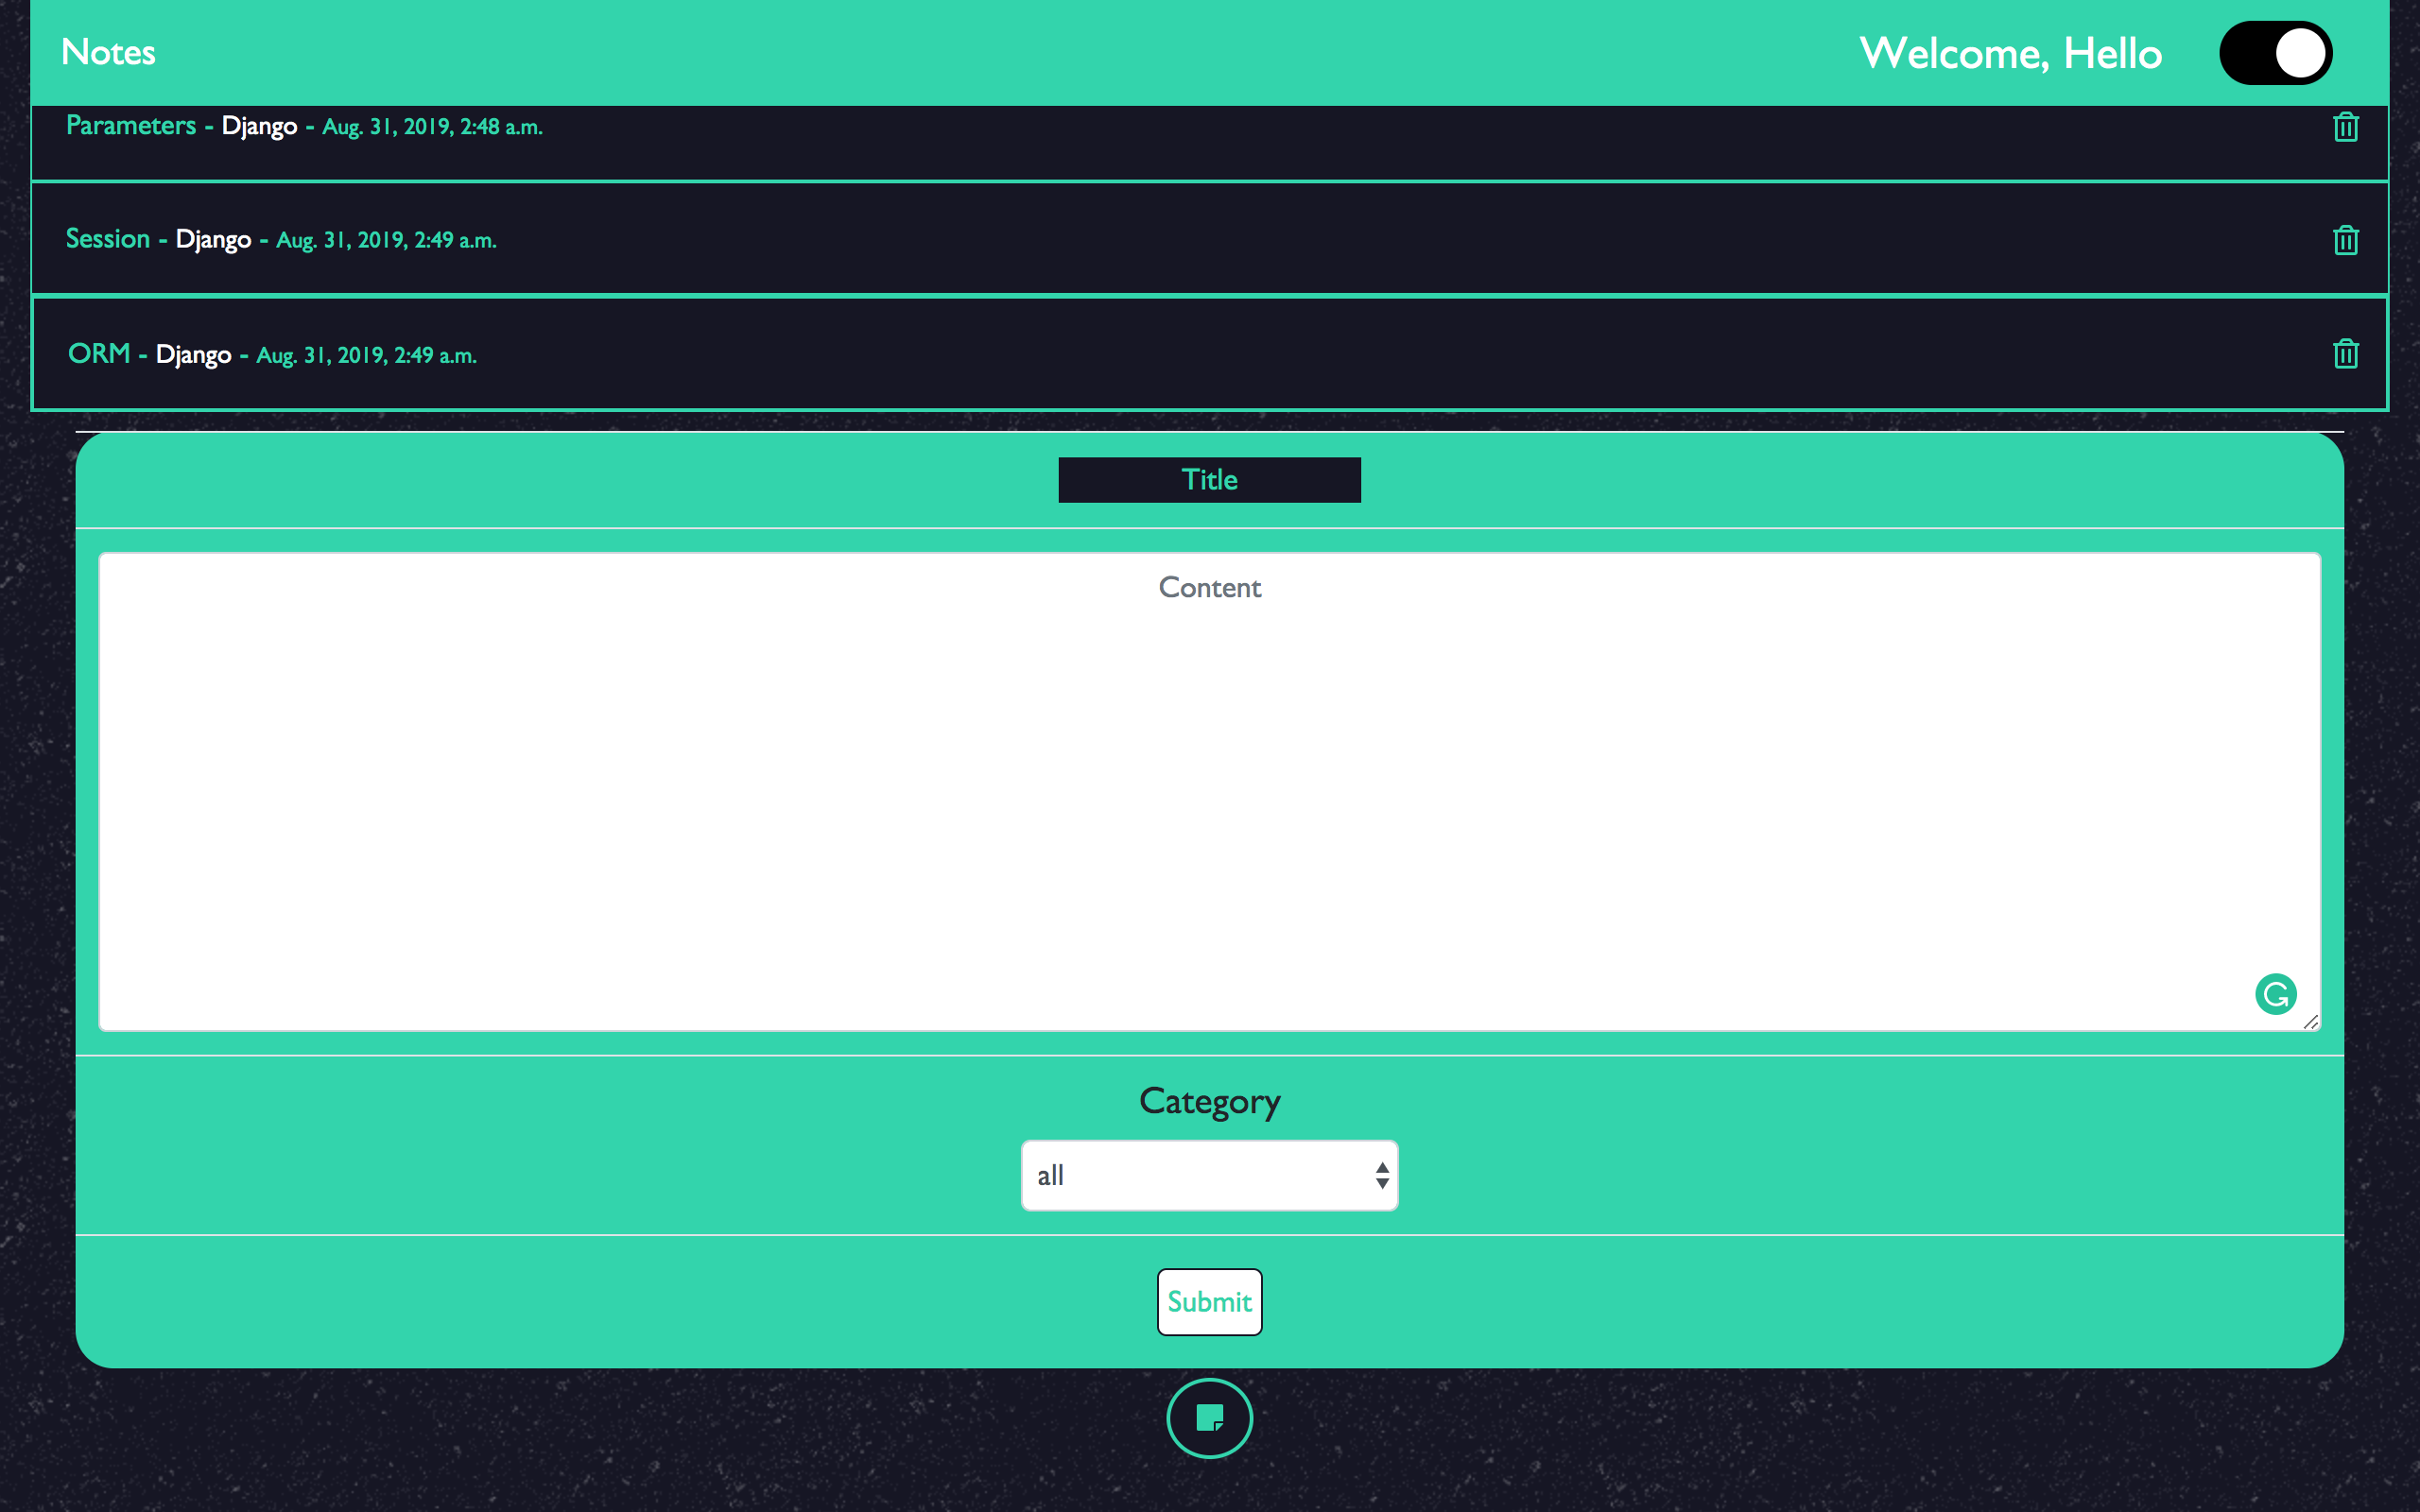 Notes
Welcome, Hello
Parameters - Django - Aug. 31, 2019, 2:48 a.m.
Session - Django - Aug. 31, 2019, 2:49 a.m.
ORM - Django - Aug. 31, 2019, 2:49 a.m.
Title
Content
Category
all
Submit